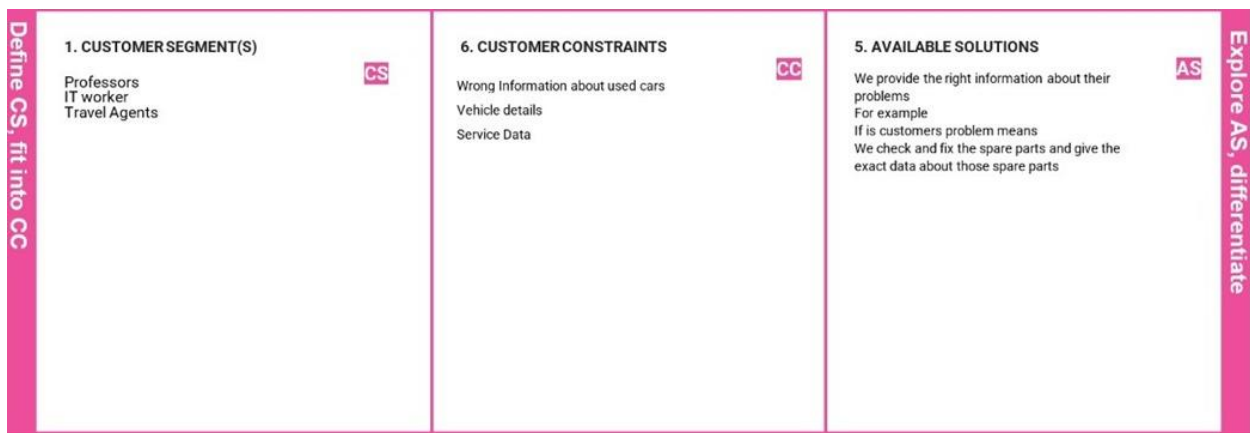 Define CS, fit into CC
1. CUSTOMER SEGMENT(S)
CS
Professors
IT worker
Travel Agents
6. CUSTOMER CONSTRAINTS
CC
Wrong Information about used cars
Vehicle details
Service Data
5. AVAILABLE SOLUTIONS
AS
We provide the right information about their
problems
For example
If is customers problem means
We check and fix the spare parts and give the
exact data about those spare parts
Explore AS, differentiate